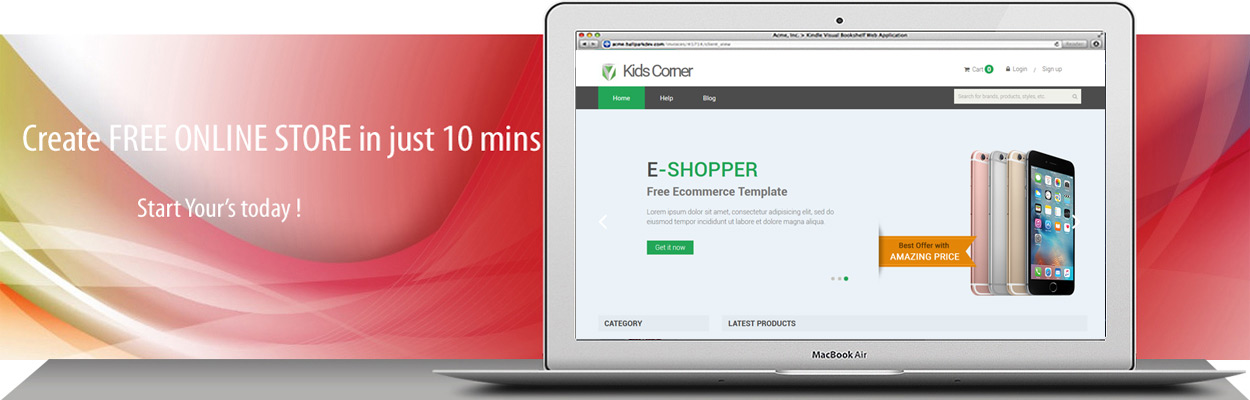 Create FREE ONLINE STORE in just 10 mins
Start Your's today !
Acme, Inc. > Kindle Visual Bookshelf Web Application
Reader
Kids Corner
Cart 0
Login / Sign up
Home Help Blog
Search for brands, products, styles, etc.
E-SHOPPER
Free Ecommerce Template
Lorem ipsum dolor sit amet, consectetur adipisicing elit, sed do
eiusmod tempor incididunt ut labore et dolore magna aliqua.
Get it now
Best Offer with
AMAZING PRICE
CATEGORY
LATEST PRODUCTS
MacBook Air